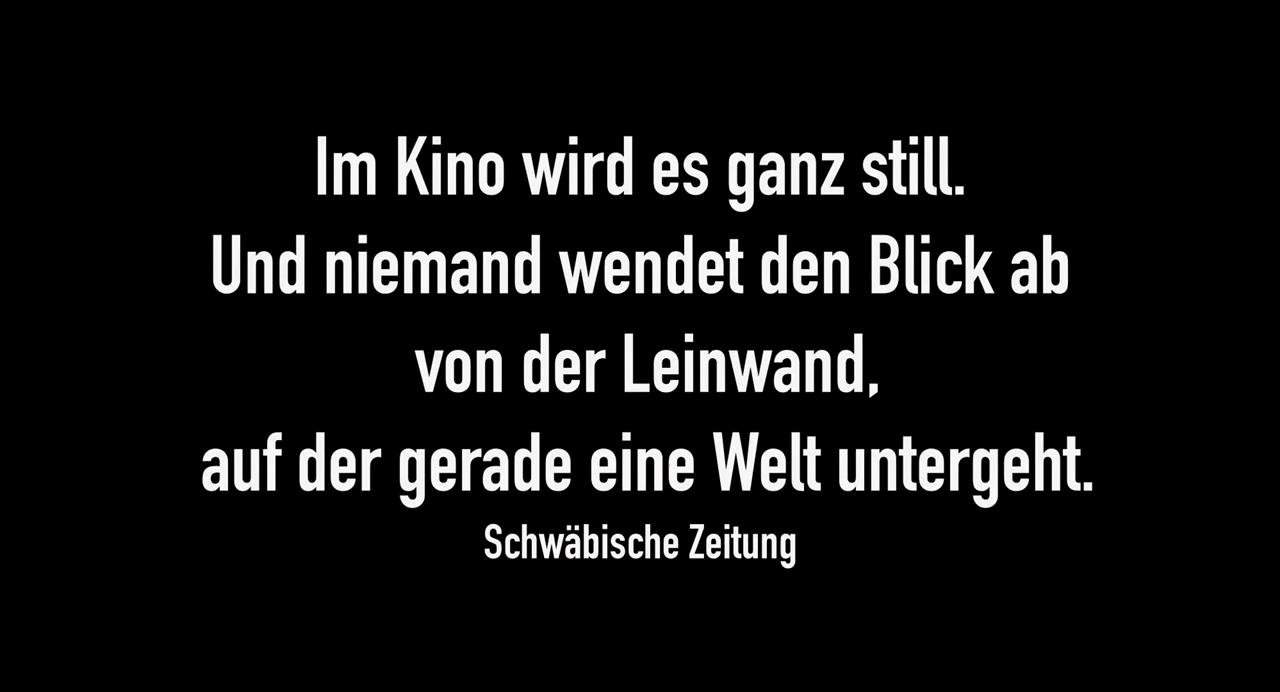 Im Kino wird es ganz still.
Und niemand wendet den Blick ab
von der Leinwand,
auf der gerade eine Welt untergeht.
Schwäbische Zeitung